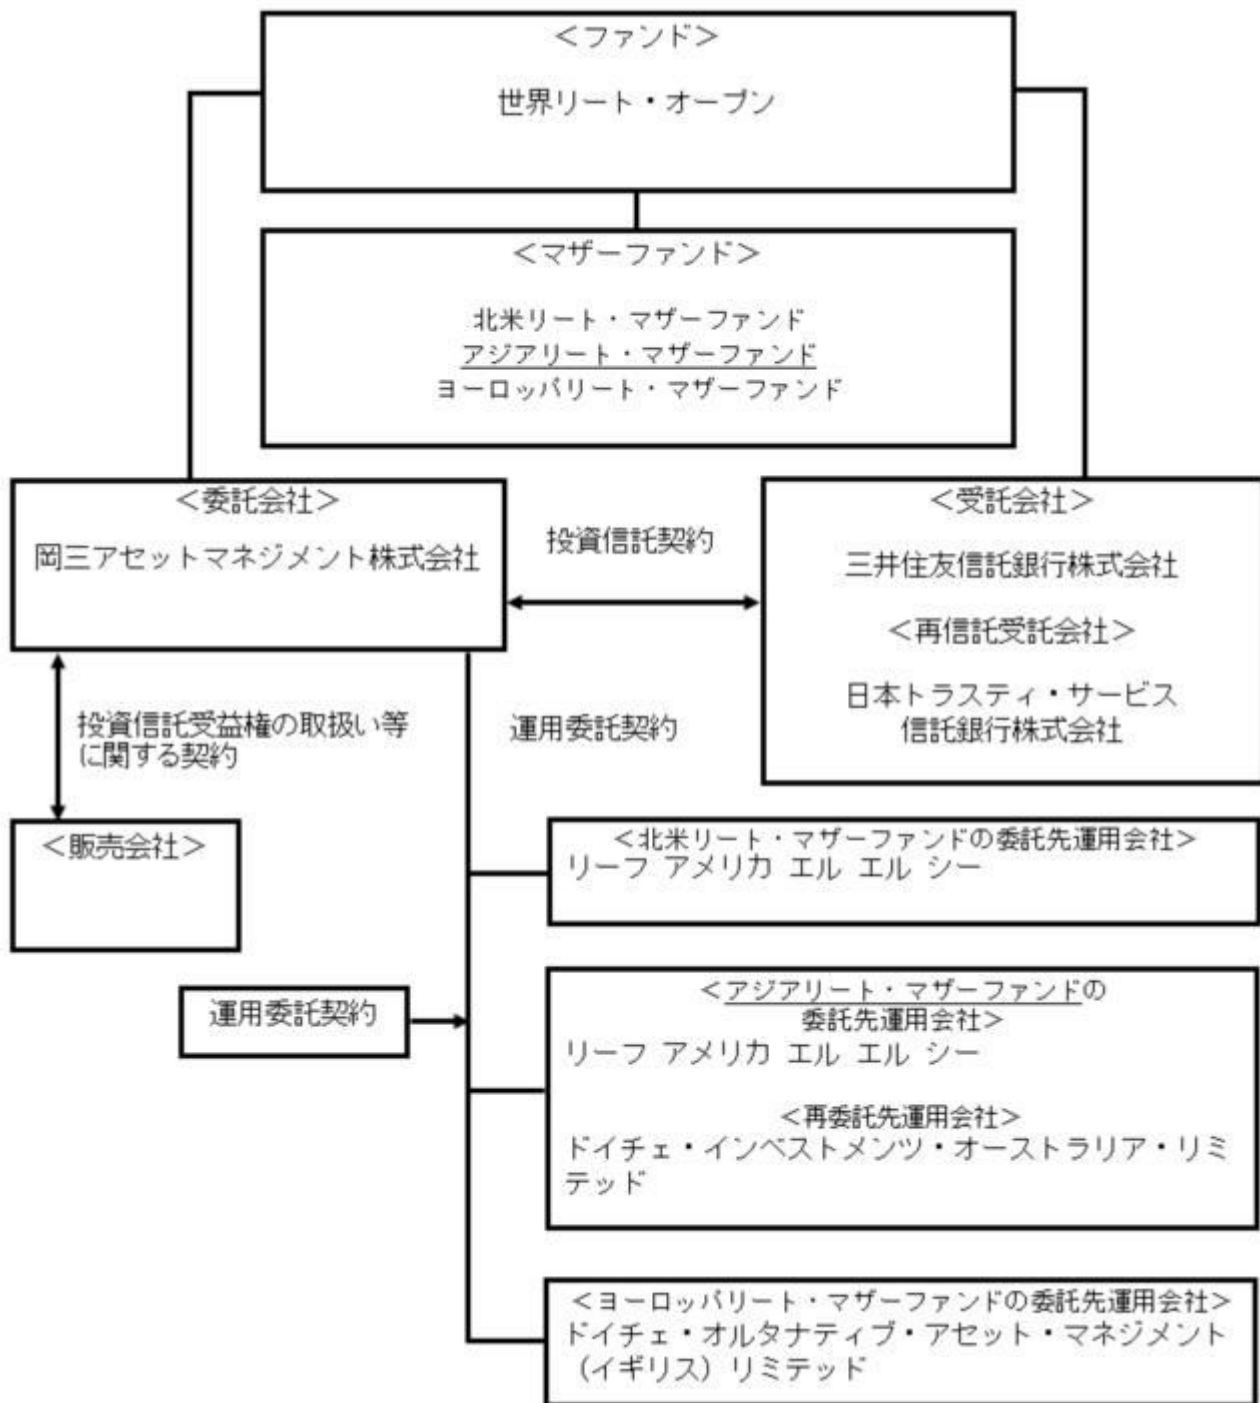 ＜ファンド＞
世界リート・オープン
＜マザーファンド＞
北米リート・マザーファンド
アジアリート・マザーファンド
ヨーロッパリート・マザーファンド
＜委託会社＞
岡三アセットマネジメント株式会社
投資信託契約
＜受託会社＞
三井住友信託銀行株式会社
＜再信託受託会社＞
日本トラスティ・サービス
信託銀行株式会社
投資信託受益権の取扱い等
に関する契約
運用委託契約
＜販売会社＞
＜北米リート・マザーファンドの委託先運用会社＞
リーフ アメリカ エル エル シー
運用委託契約
＜アジアリート・マザーファンドの
委託先運用会社＞
リーフ アメリカ エル エル シー
＜再委託先運用会社＞
ドイチェ・インベストメンツ・オーストラリア・リミ
テッド
＜ヨーロッパリート・マザーファンドの委託先運用会社＞
ドイチェ・オルタナティブ・アセット・マネジメント
（イギリス）リミテッド